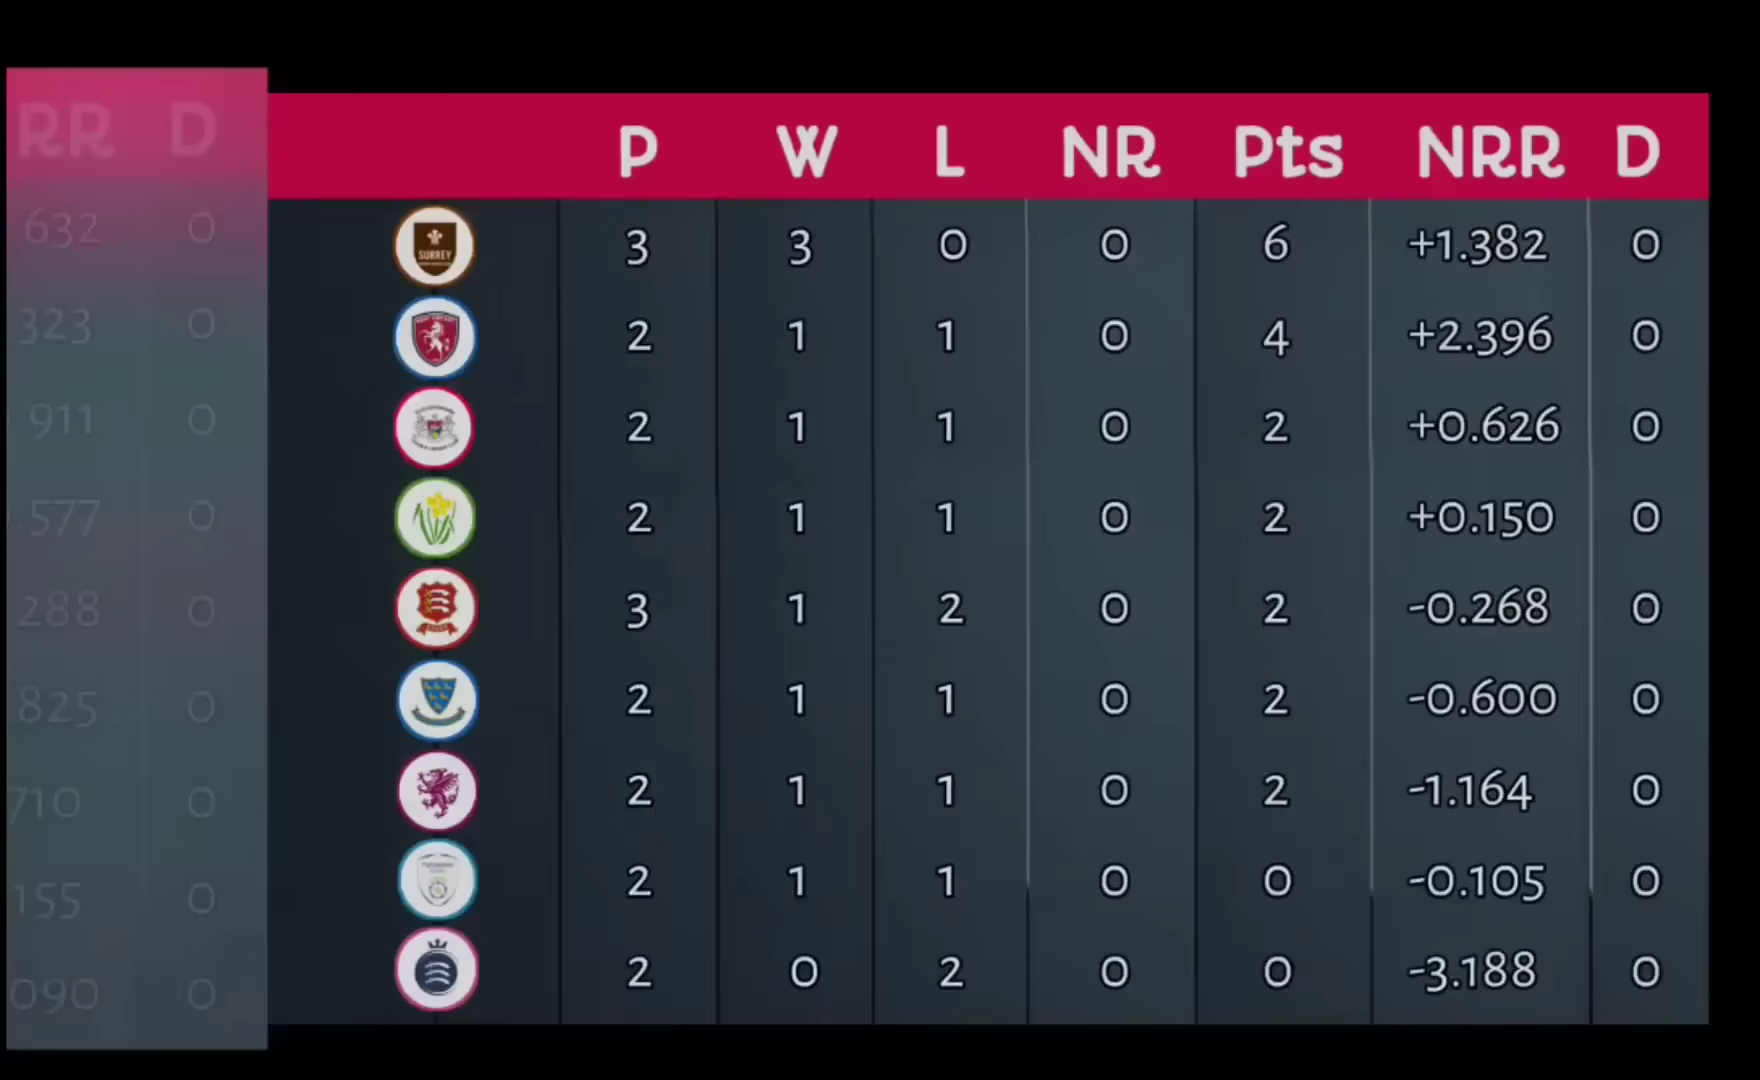 RR D
632 0
323 0
911 0
.577 0
288 0
825 0
710 0
155 0
090 0
P W L NR Pts NRR D
SURREY 3 3 0 0 6 +1.382 0
2 1 1 0 4 +2.396 0
2 1 1 0 2 +0.626 0
2 1 1 0 2 +0.150 0
3 1 2 0 2 -0.268 0
2 1 1 0 2 -0.600 0
2 1 1 0 2 -1.164 0
2 1 1 0 0 -0.105 0
2 0 2 0 0 -3.188 0